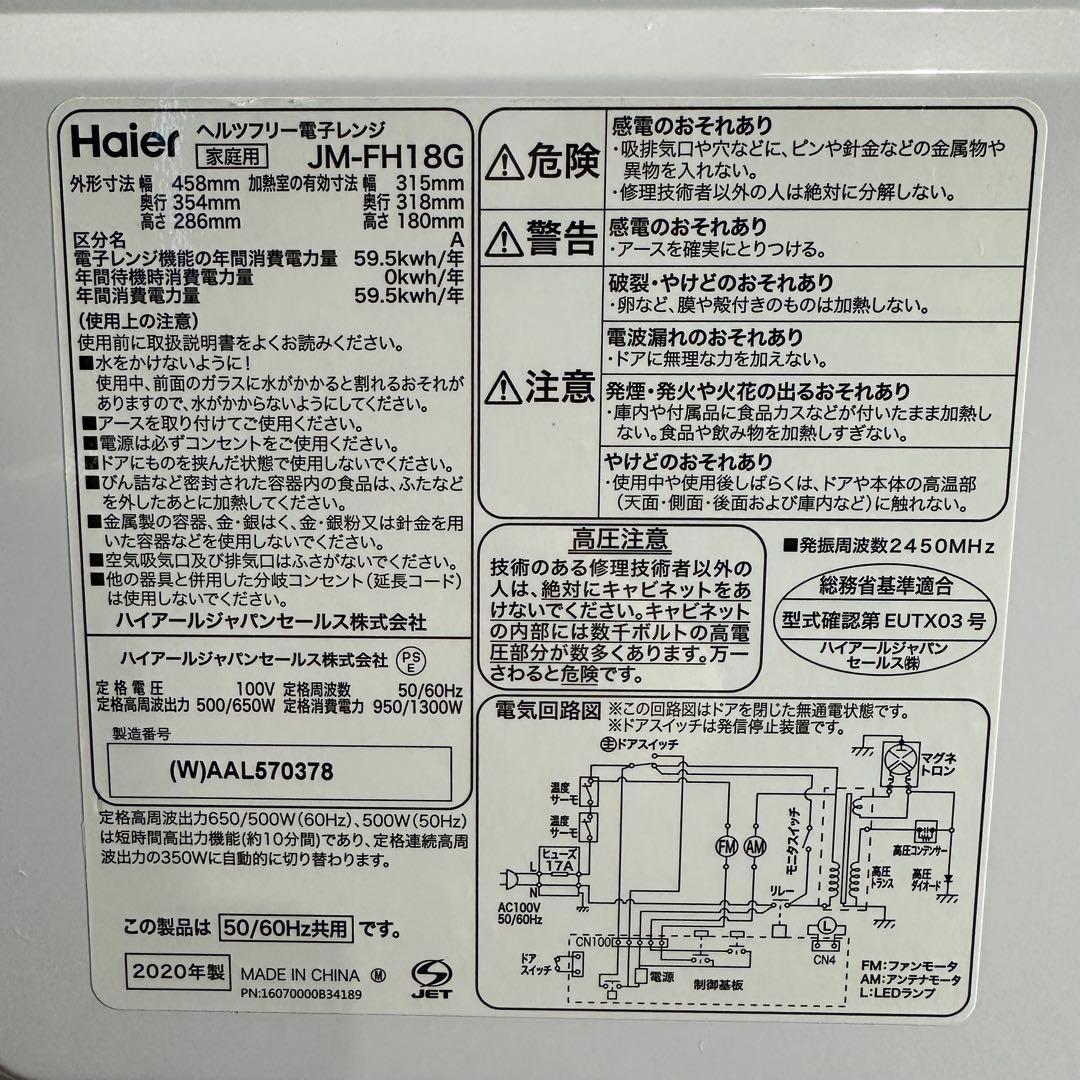 Haier ヘルツフリー電子レンジ
家庭用 JM-FH18G
外形寸法 幅 458mm 加熱室の有効寸法 幅 315mm
奥行 354mm 奥行 318mm
高さ 286mm 高さ 180mm
区分名 A
電子レンジ機能の年間消費電力量 59.5kwh/年
年間待機時消費電力量 0kwh/年
年間消費電力量 59.5kwh/年
(使用上の注意)
使用前に取扱説明書をよくお読みください。
■水をかけないように!
使用中、前面のガラスに水がかかると割れるおそれが
ありますので、水がかからないようにしてください。
■アースを取り付けてご使用ください。
■電源は必ずコンセントをご使用ください。
■ドアにものを挟んだ状態で使用しないでください。
■びん詰など密封された容器内の食品は、ふたなど
を外したあとに加熱してください。
■金属製の容器、金・銀はく、金・銀粉又は針金を用
いた容器などを使用しないでください。
■空気吸気口及び排気口はふさがないでください。
■他の器具と併用した分岐コンセント(延長コード)
は使用しないでください。
ハイアールジャパンセールス株式会社
ハイアールジャパンセールス株式会社 PSE
定格電圧 100V 定格周波数 50/60Hz
定格高周波出力 500/650W 定格消費電力 950/1300W
製造番号
(W)AAL570378
定格高周波出力650/500W(60Hz)、500W(50Hz)
は短時間高出力機能(約10分間)であり、定格連続高周
波出力の350Wに自動的に切り替わります。
この製品は 50/60Hz共用 です。
2020年製 MADE IN CHINA Ⓜ
PN:16070000B34189
JET
⚠危険
感電のおそれあり
・吸排気口や穴などに、ピンや針金などの金属物や
異物を入れない。
・修理技術者以外の人は絶対に分解しない。
⚠警告
感電のおそれあり
・アースを確実にとりつける。
⚠注意
破裂・やけどのおそれあり
・卵など、膜や殻付きのものは加熱しない。
電波漏れのおそれあり
・ドアに無理な力を加えない。
発煙・発火や火花の出るおそれあり
・庫内や付属品に食品カスなどが付いたまま加熱し
ない。食品や飲み物を加熱しすぎない。
やけどのおそれあり
・使用中や使用後しばらくは、ドアや本体の高温部
(天面・側面・後面および庫内など)に触れない。
高圧注意
技術のある修理技術者以外の
人は、絶対にキャビネットをあ
けないでください。キャビネット
の内部には数千ボルトの高電
圧部分が数多くあります。万一
さわると危険です。
■発振周波数2450MHz
総務省基準適合
型式確認第EUTX03号
ハイアールジャパン
セールス㈱
電気回路図 ※この回路図はドアを閉じた無通電状態です。
※ドアスイッチは発信停止装置です。
主ドアスイッチ
マグネ
トロン
温度
サーモ
温度
サーモ
ヒューズ
17A
L
N
AC100V
50/60Hz
FM
AM
モニタスイッチ
リレー
高圧
トランス
高圧コンデンサー
高圧
ダイオード
L
CN4
CN100
ドア
スイッチ
電源
制御基板
FM:ファンモータ
AM:アンテナモータ
L:LEDランプ